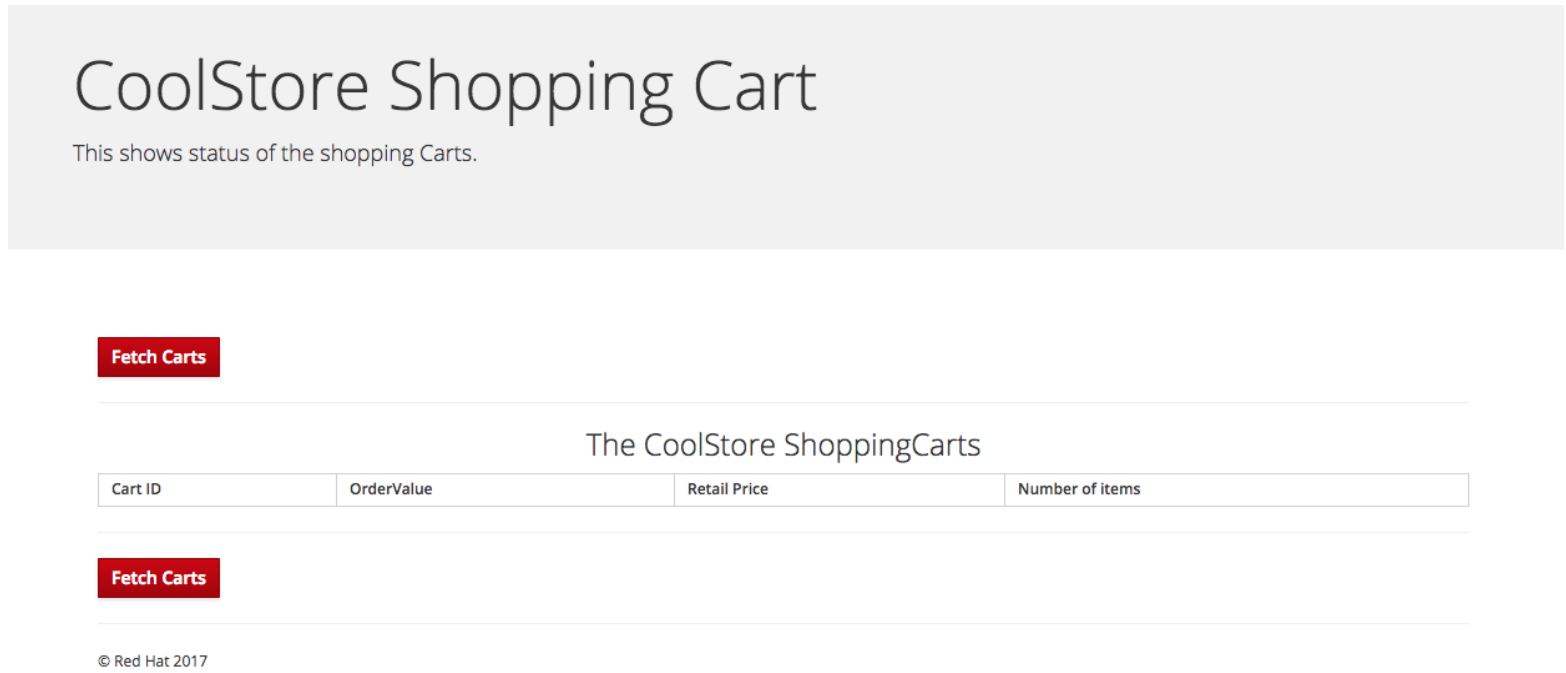 CoolStore Shopping Cart
This shows status of the shopping Carts.
Fetch Carts
The CoolStore ShoppingCarts
Cart ID OrderValue Retail Price Number of items
Fetch Carts
© Red Hat 2017